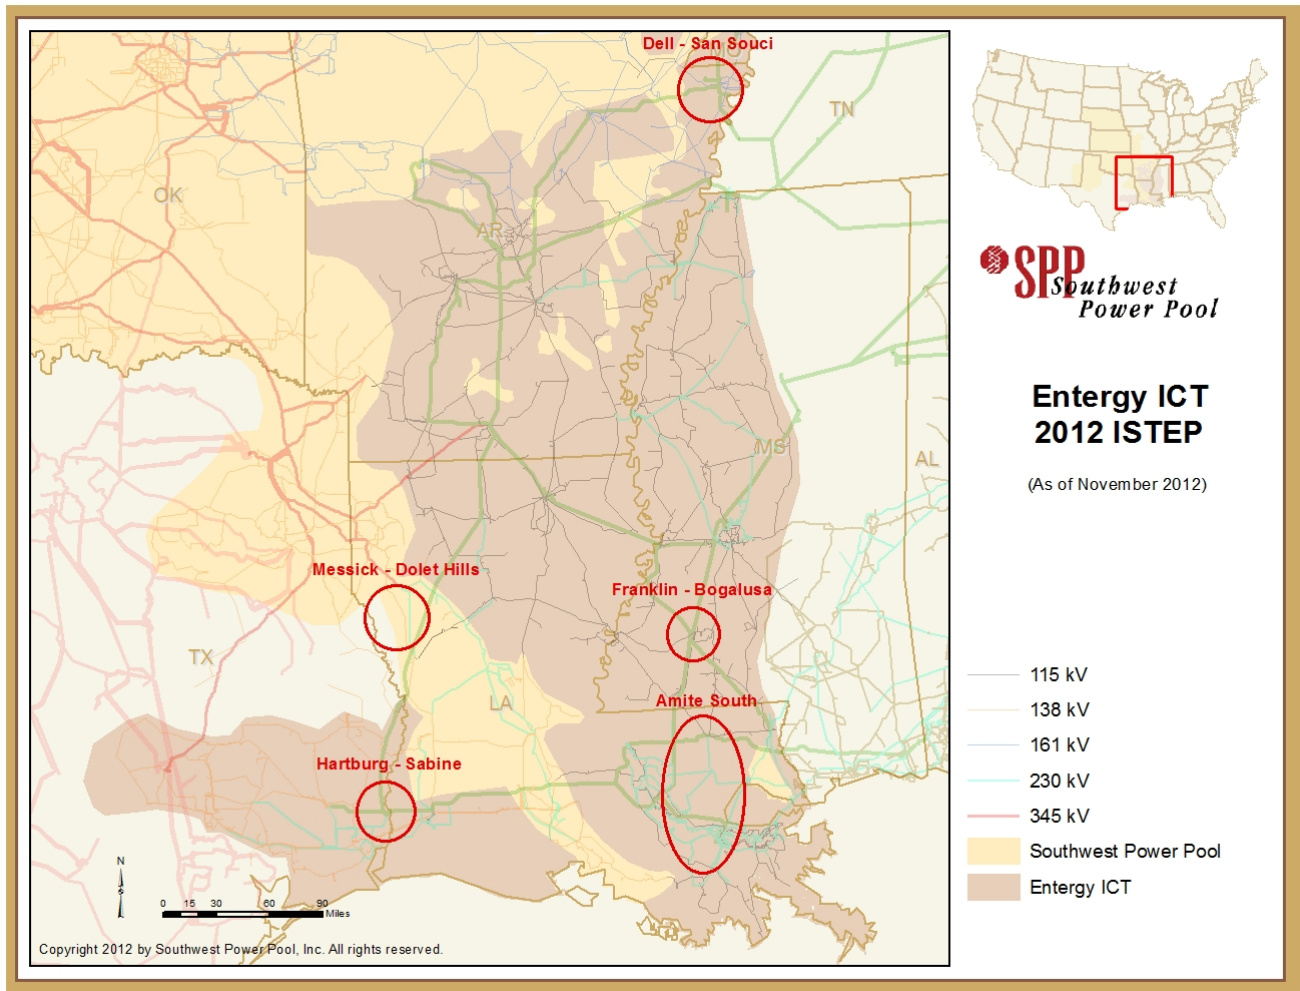 Dell - San Souci
MO
TN
OK
AR
MS
AL
Messick - Dolet Hills
Franklin - Bogalusa
TX
LA
Amite South
Hartburg - Sabine
N
0 15 30 60 90
Miles
Copyright 2012 by Southwest Power Pool, Inc. All rights reserved.
SPP Southwest
Power Pool
Entergy ICT
2012 ISTEP
(As of November 2012)
115 kV
138 kV
161 kV
230 kV
345 kV
Southwest Power Pool
Entergy ICT